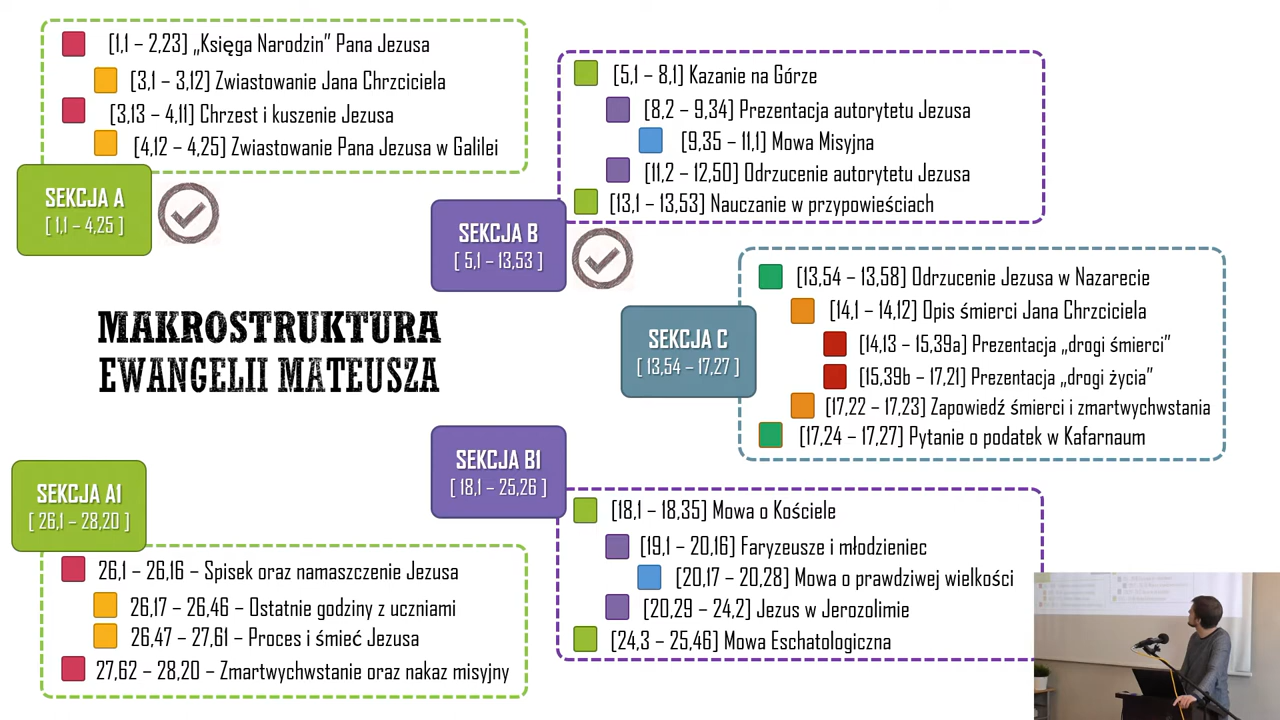 [1,1 – 2,23] „Księga Narodzin” Pana Jezusa
[3,1 – 3,12] Zwiastowanie Jana Chrzciciela
[3,13 – 4,11] Chrzest i kuszenie Jezusa
[4,12 – 4,25] Zwiastowanie Pana Jezusa w Galilei
SEKCJA A
[ 1,1 – 4,25 ]
[5,1 – 8,1] Kazanie na Górze
[8,2 – 9,34] Prezentacja autorytetu Jezusa
[9,35 – 11,1] Mowa Misyjna
[11,2 – 12,50] Odrzucenie autorytetu Jezusa
[13,1 – 13,53] Nauczanie w przypowieściach
SEKCJA B
[ 5,1 – 13,53 ]
MAKROSTRUKTURA
EWANGELII MATEUSZA
SEKCJA C
[ 13,54 – 17,27 ]
[13,54 – 13,58] Odrzucenie Jezusa w Nazarecie
[14,1 – 14,12] Opis śmierci Jana Chrzciciela
[14,13 – 15,39a] Prezentacja „drogi śmierci”
[15,39b – 17,21] Prezentacja „drogi życia”
[17,22 – 17,23] Zapowiedź śmierci i zmartwychwstania
[17,24 – 17,27] Pytanie o podatek w Kafarnaum
SEKCJA B1
[ 18,1 – 25,26 ]
[18,1 – 18,35] Mowa o Kościele
[19,1 – 20,16] Faryzeusze i młodzieniec
[20,17 – 20,28] Mowa o prawdziwej wielkości
[20,29 – 24,2] Jezus w Jerozolimie
[24,3 – 25,46] Mowa Eschatologiczna
SEKCJA A1
[ 26,1 – 28,20 ]
26,1 – 26,16 – Spisek oraz namaszczenie Jezusa
26,17 – 26,46 – Ostatnie godziny z uczniami
26,47 – 27,61 – Proces i śmieć Jezusa
27,62 – 28,20 – Zmartwychwstanie oraz nakaz misyjny